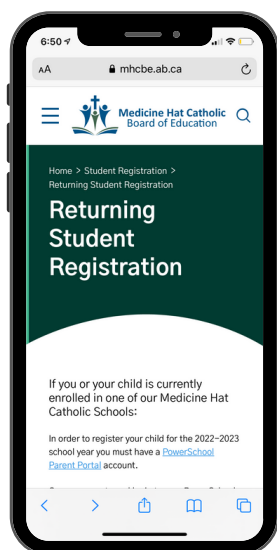 6:50
AA
mhcbe.ab.ca
Medicine Hat Catholic
Board of Education
Home > Student Registration >
Returning Student Registration
Returning
Student
Registration
If you or your child is currently
enrolled in one of our Medicine Hat
Catholic Schools:
In order to register your child for the 2022-2023
school year you must have a PowerSchool
Parent Portal account.